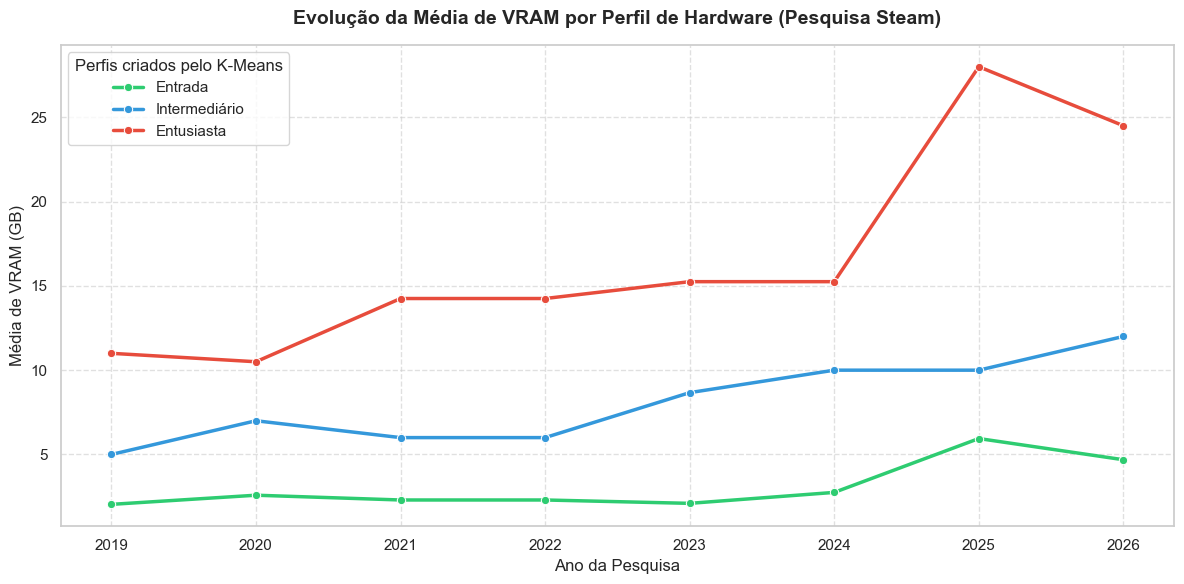 Evolução da Média de VRAM por Perfil de Hardware (Pesquisa Steam)
Perfis criados pelo K-Means
Entrada
Intermediário
Entusiasta
Média de VRAM (GB)
25
20
15
10
5
2019 2020 2021 2022 2023 2024 2025 2026
Ano da Pesquisa